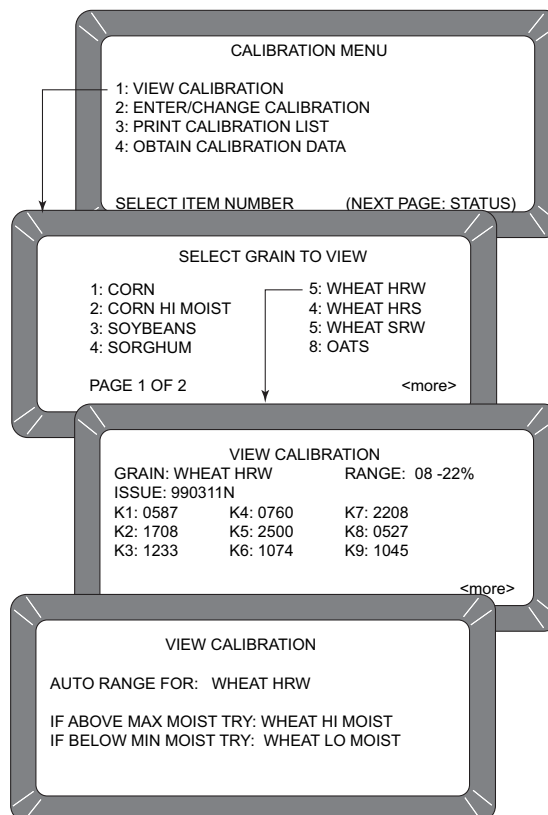 CALIBRATION MENU
1: VIEW CALIBRATION
2: ENTER/CHANGE CALIBRATION
3: PRINT CALIBRATION LIST
4: OBTAIN CALIBRATION DATA
SELECT ITEM NUMBER (NEXT PAGE: STATUS)
SELECT GRAIN TO VIEW
1: CORN 5: WHEAT HRW
2: CORN HI MOIST 4: WHEAT HRS
3: SOYBEANS 5: WHEAT SRW
4: SORGHUM 8: OATS
PAGE 1 OF 2 <more>
VIEW CALIBRATION
GRAIN: WHEAT HRW RANGE: 08 -22%
ISSUE: 990311N
K1: 0587 K4: 0760 K7: 2208
K2: 1708 K5: 2500 K8: 0527
K3: 1233 K6: 1074 K9: 1045
<more>
VIEW CALIBRATION
AUTO RANGE FOR: WHEAT HRW
IF ABOVE MAX MOIST TRY: WHEAT HI MOIST
IF BELOW MIN MOIST TRY: WHEAT LO MOIST